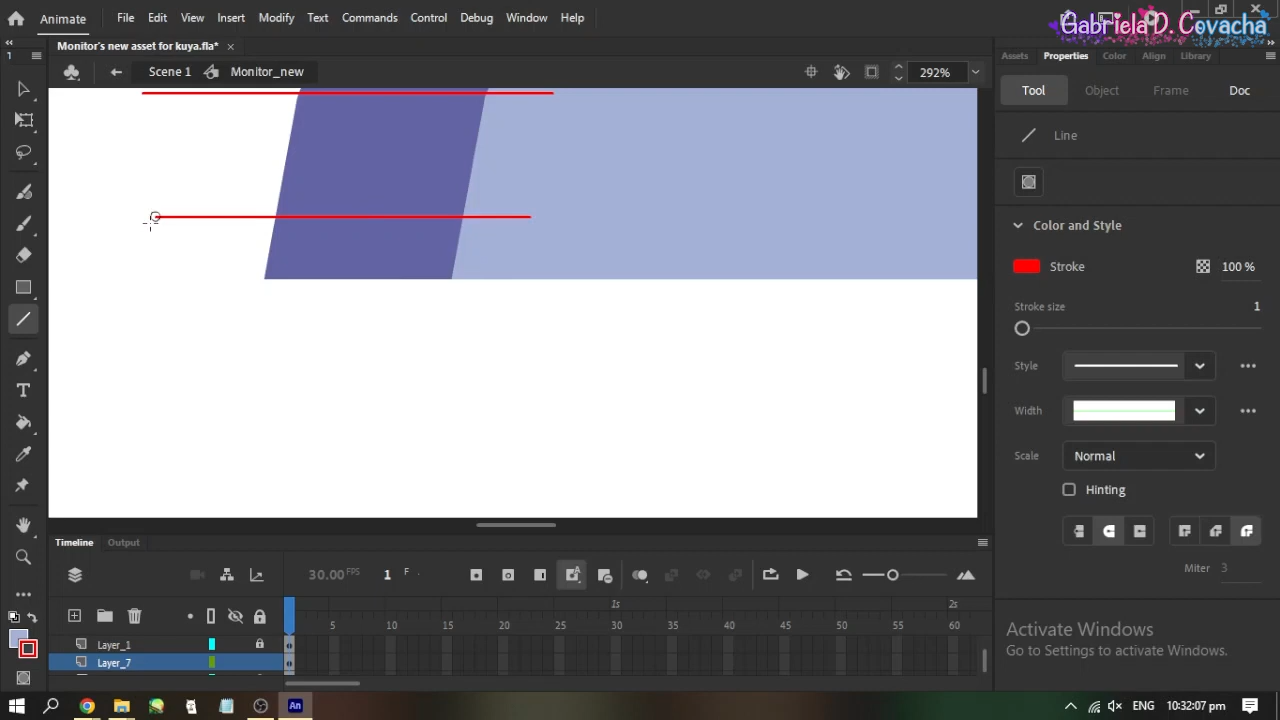 Animate
File
Edit
View
Insert
Modify
Text
Commands
Control
Debug
Window
Help
Gabriela D. Covacha
1
Monitor's new asset for kuya.fla*
Assets
Properties
Color
Align
Library
Scene 1
Monitor_new
292%
Tool
Object
Frame
Doc
Line
Color and Style
Stroke
100 %
Stroke size
1
Style
Width
Scale
Normal
Hinting
Miter
3
Timeline
Output
30.00 FPS
1
F
1s
2s
5
10
15
20
25
30
35
40
45
50
55
60
Layer_1
Layer_7
Activate Windows
Go to Settings to activate Windows.
An
ENG
10:32:07 pm